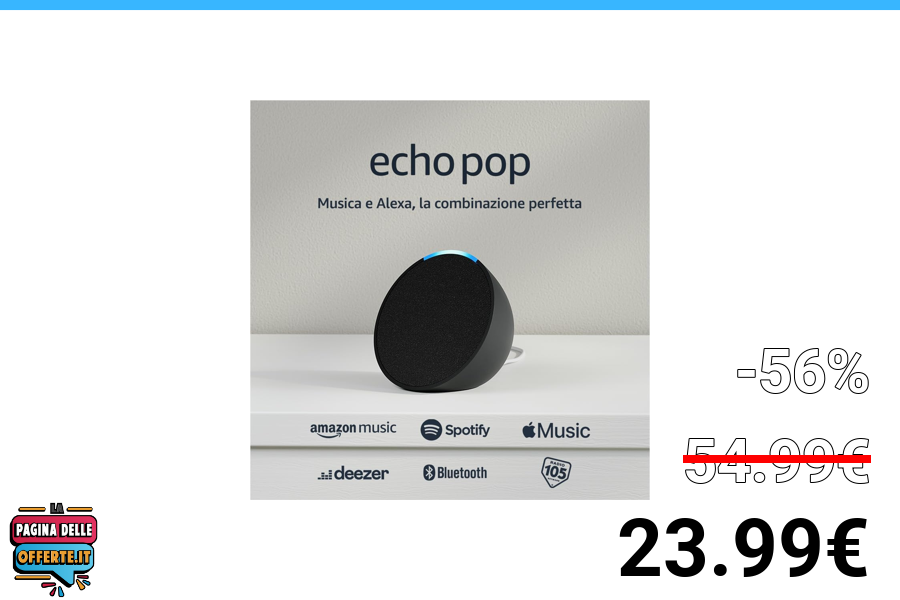 echo pop
Musica e Alexa, la combinazione perfetta
amazon music
Spotify
Music
deezer
Bluetooth
RADIO
105
-56%
54.99€
23.99€
LA
PAGINA DELLE
OFFERTE.IT